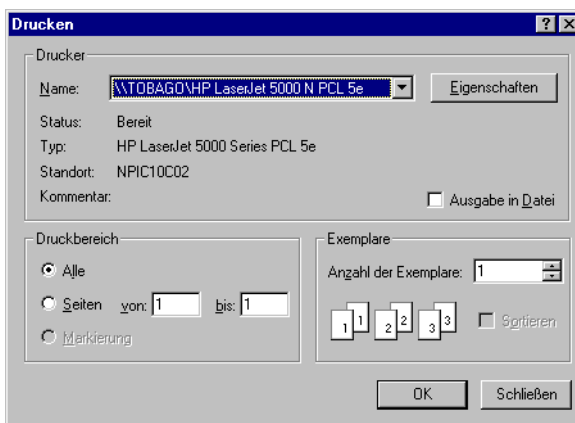 Drucken
Drucker
Name: \\TOBAGO\HP LaserJet 5000 N PCL 5e Eigenschaften
Status: Bereit
Typ: HP LaserJet 5000 Series PCL 5e
Standort: NPIC10C02
Kommentar: Ausgabe in Datei
Druckbereich
Alle
Seiten von: 1 bis: 1
Markierung
Exemplare
Anzahl der Exemplare: 1
1 1 2 2 3 3 Sortieren
OK Schließen